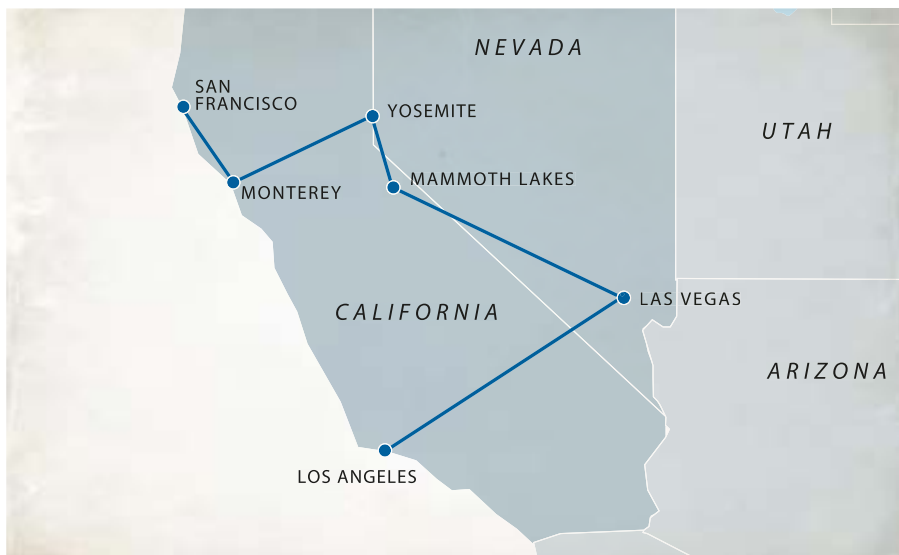 NEVADA
SAN
FRANCISCO
YOSEMITE
UTAH
MAMMOTH LAKES
MONTEREY
LAS VEGAS
CALIFORNIA
ARIZONA
LOS ANGELES